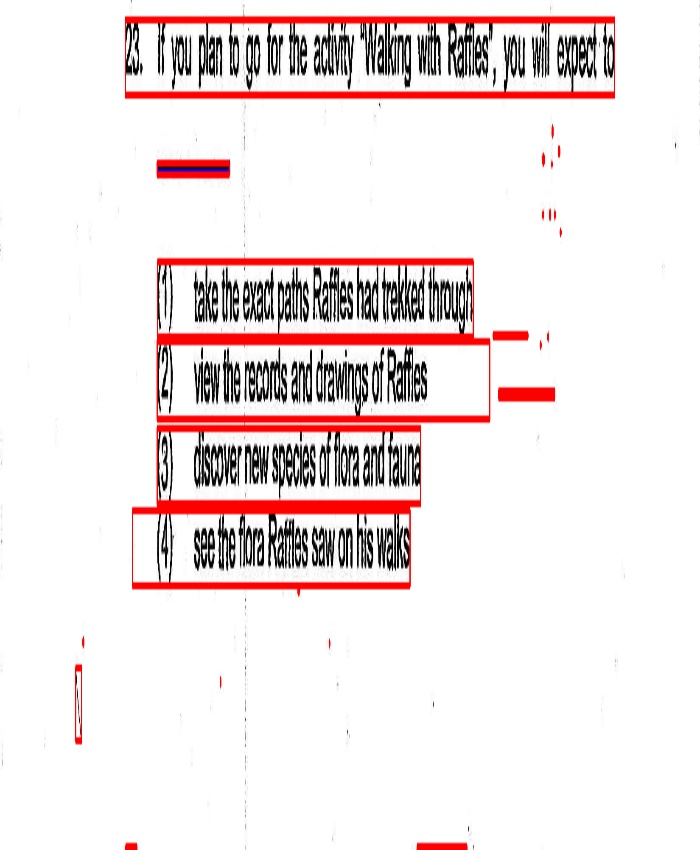 23. If you plan to go for the activity “Walking with Raffles”, you will expect to
(1) take the exact paths Raffles had trekked through
(2) view the records and drawings of Raffles
(3) discover new species of flora and fauna
(4) see the flora Raffles saw on his walks